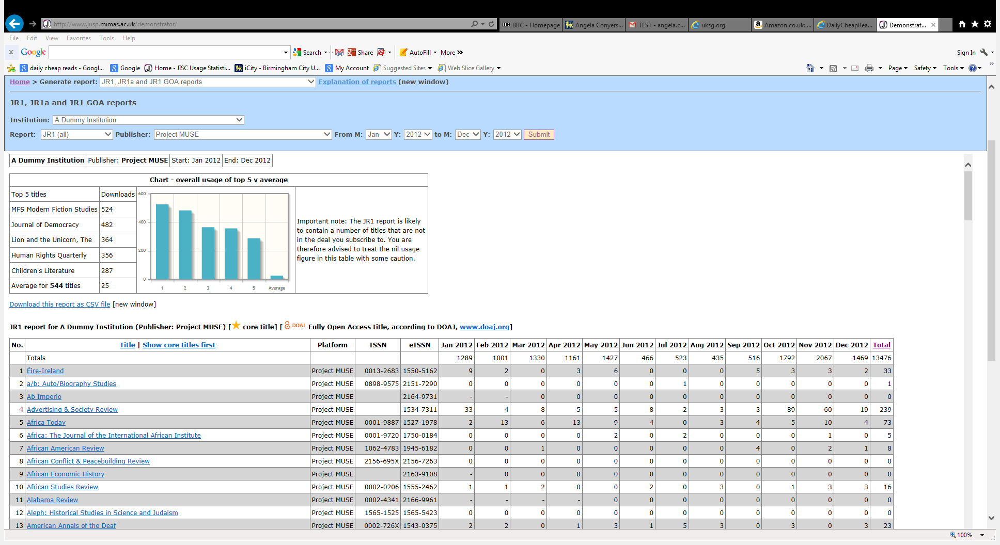 http://www.jusp.mimas.ac.uk/demonstrator/
BBC - Homepage
Angela Conyers...
TEST - angela.c...
uksg.org
Amazon.co.uk: ...
DailyCheapRea...
Demonstrat...
File Edit View Favorites Tools Help
x Google Search Share AutoFill More »
Sign In
daily cheap reads - Googl... Google Home - JISC Usage Statisti... iCity - Birmingham City U... My Account Suggested Sites Web Slice Gallery
Page Safety Tools
Home > Generate report: JR1, JR1a and JR1 GOA reports Explanation of reports (new window)
JR1, JR1a and JR1 GOA reports
Institution: A Dummy Institution
Report: JR1 (all) Publisher: Project MUSE From M: Jan Y: 2012 to M: Dec Y: 2012 Submit
A Dummy Institution Publisher: Project MUSE Start: Jan 2012 End: Dec 2012
Chart - overall usage of top 5 v average
Top 5 titles Downloads
MFS Modern Fiction Studies 524
Journal of Democracy 482
Lion and the Unicorn, The 364
Human Rights Quarterly 356
Children's Literature 287
Average for 544 titles 25
600
400
200
0
1 2 3 4 5 Average
Important note: The JR1 report is likely
to contain a number of titles that are not
in the deal you subscribe to. You are
therefore advised to treat the nil usage
figure in this table with some caution.
Download this report as CSV file [new window]
JR1 report for A Dummy Institution (Publisher: Project MUSE) [ core title] [ DOAJ Fully Open Access title, according to DOAJ, www.doaj.org]
No. Title | Show core titles first Platform ISSN eISSN Jan 2012 Feb 2012 Mar 2012 Apr 2012 May 2012 Jun 2012 Jul 2012 Aug 2012 Sep 2012 Oct 2012 Nov 2012 Dec 2012 Total
Totals 1289 1001 1330 1161 1427 466 523 435 516 1792 2067 1469 13476
1 Éire-Ireland Project MUSE 0013-2683 1550-5162 9 2 0 3 6 0 0 0 5 3 3 2 33
2 a/b: Auto/Biography Studies Project MUSE 0898-9575 2151-7290 0 0 0 0 0 0 1 0 0 0 0 0 1
3 Ab Imperio Project MUSE 2164-9731 - - 0 0 0 0 0 0 0 0 0 0 0
4 Advertising & Society Review Project MUSE 1534-7311 33 4 8 5 5 8 2 3 3 89 60 19 239
5 Africa Today Project MUSE 0001-9887 1527-1978 2 13 6 13 9 4 0 3 4 5 10 4 73
6 Africa: The Journal of the International African Institute Project MUSE 0001-9720 1750-0184 0 0 0 0 2 0 2 0 0 0 1 0 5
7 African American Review Project MUSE 1062-4783 1945-6182 0 0 1 0 0 0 0 0 4 0 2 1 8
8 African Conflict & Peacebuilding Review Project MUSE 2156-695X 2156-7263 0 0 0 0 0 0 0 0 0 0 0 0 0
9 African Economic History Project MUSE 2163-9108 - 0 0 0 0 0 0 0 0 0 0 0 0
10 African Studies Review Project MUSE 0002-0206 1555-2462 1 1 2 0 0 2 0 3 0 1 3 3 16
11 Alabama Review Project MUSE 0002-4341 2166-9961 - - - - 0 0 0 0 0 0 0 0 0
12 Aleph: Historical Studies in Science and Judaism Project MUSE 1565-1525 1565-5423 0 0 0 0 0 0 0 0 0 0 0 0 0
13 American Annals of the Deaf Project MUSE 0002-726X 1543-0375 2 2 0 1 3 1 5 3 0 3 0 3 23
100%